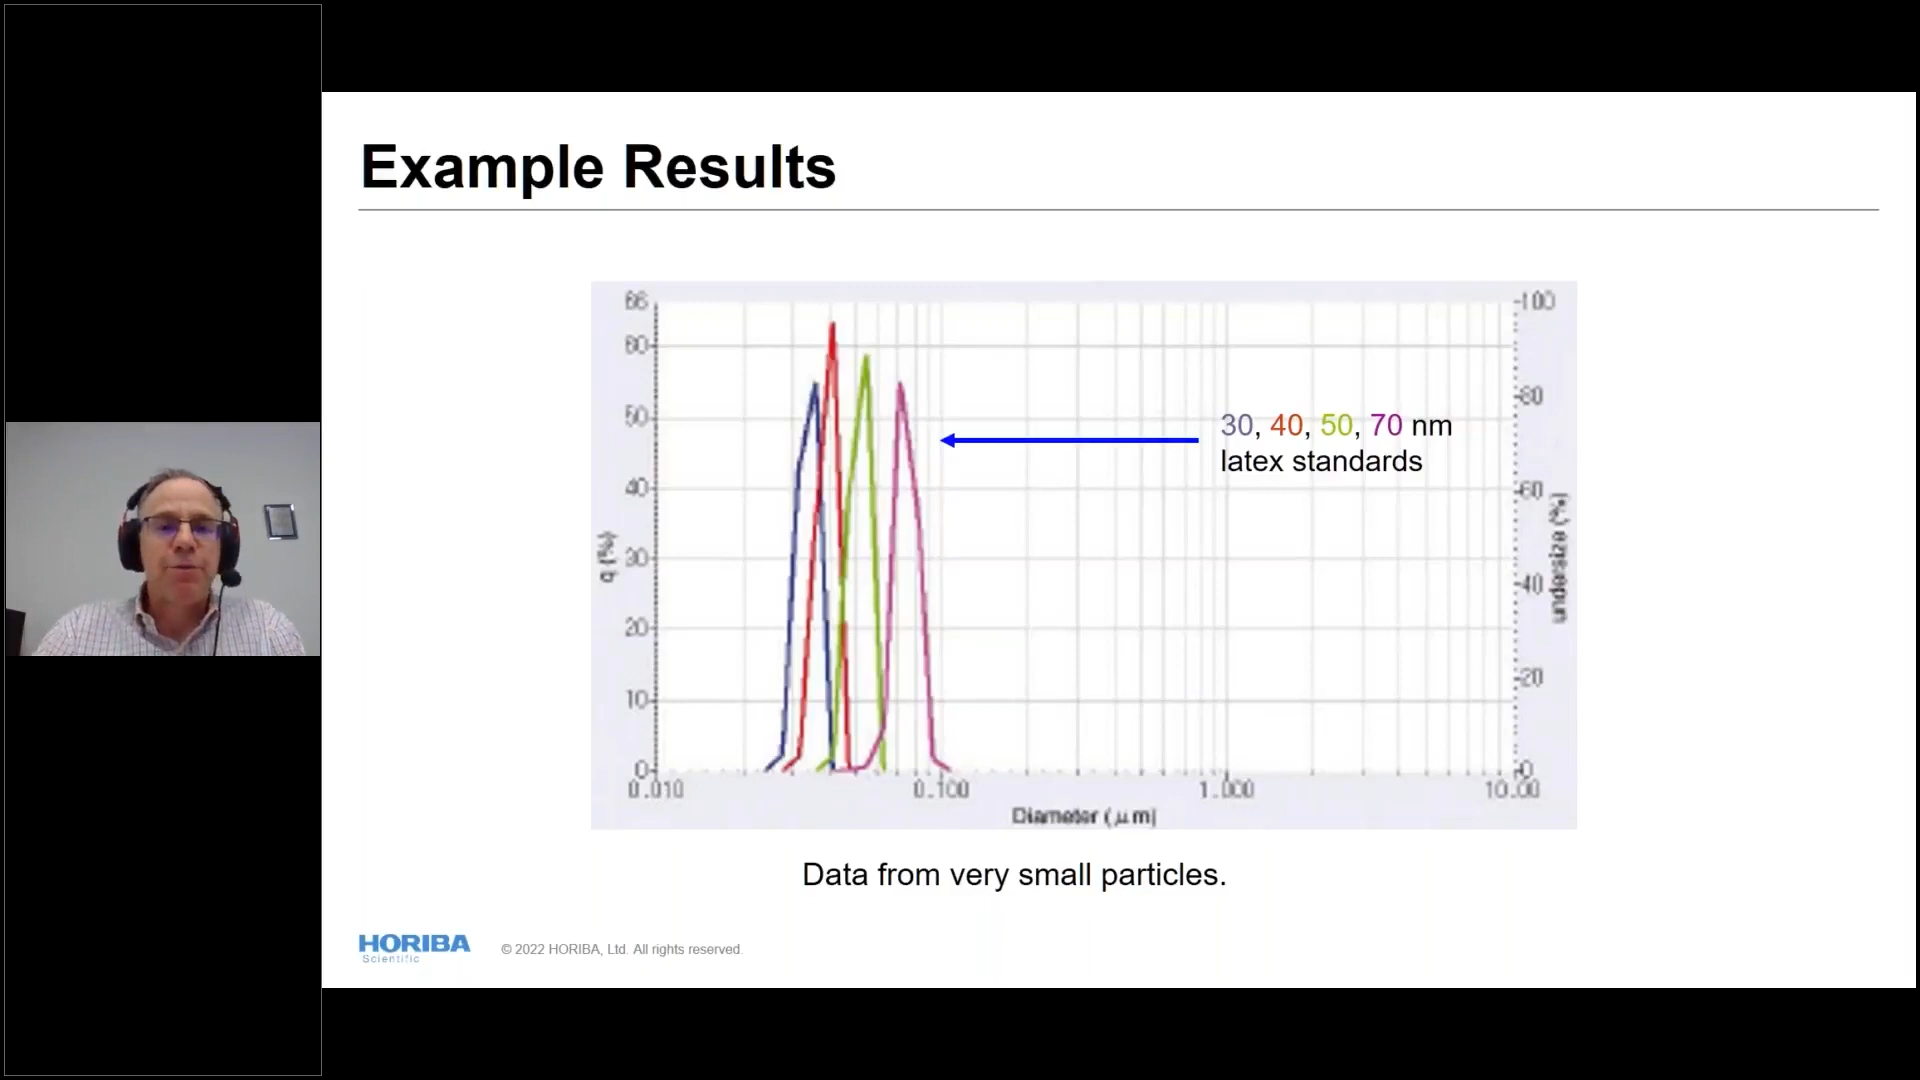 Example Results
66
60
50
40
30
20
10
0
q (%)
100
80
60
40
20
0
undersize (%)
30, 40, 50, 70 nm
latex standards
0.010 0.100 1.000 10.00
Diameter (μm)
Data from very small particles.
HORIBA
Scientific
© 2022 HORIBA, Ltd. All rights reserved.